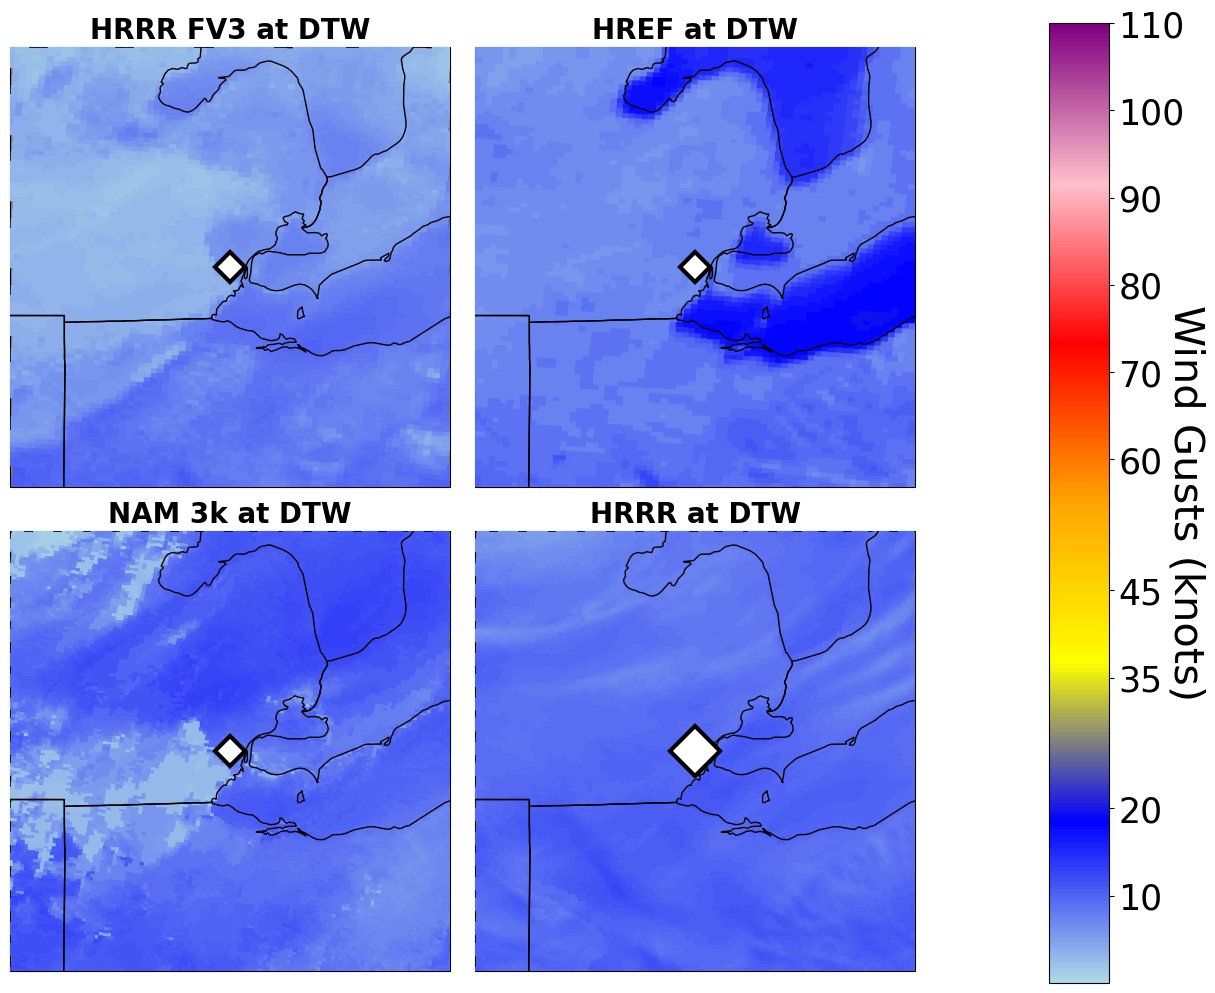 HRRR FV3 at DTW
HREF at DTW
NAM 3k at DTW
HRRR at DTW
110
100
90
80
70
60
45
35
20
10
Wind Gusts (knots)